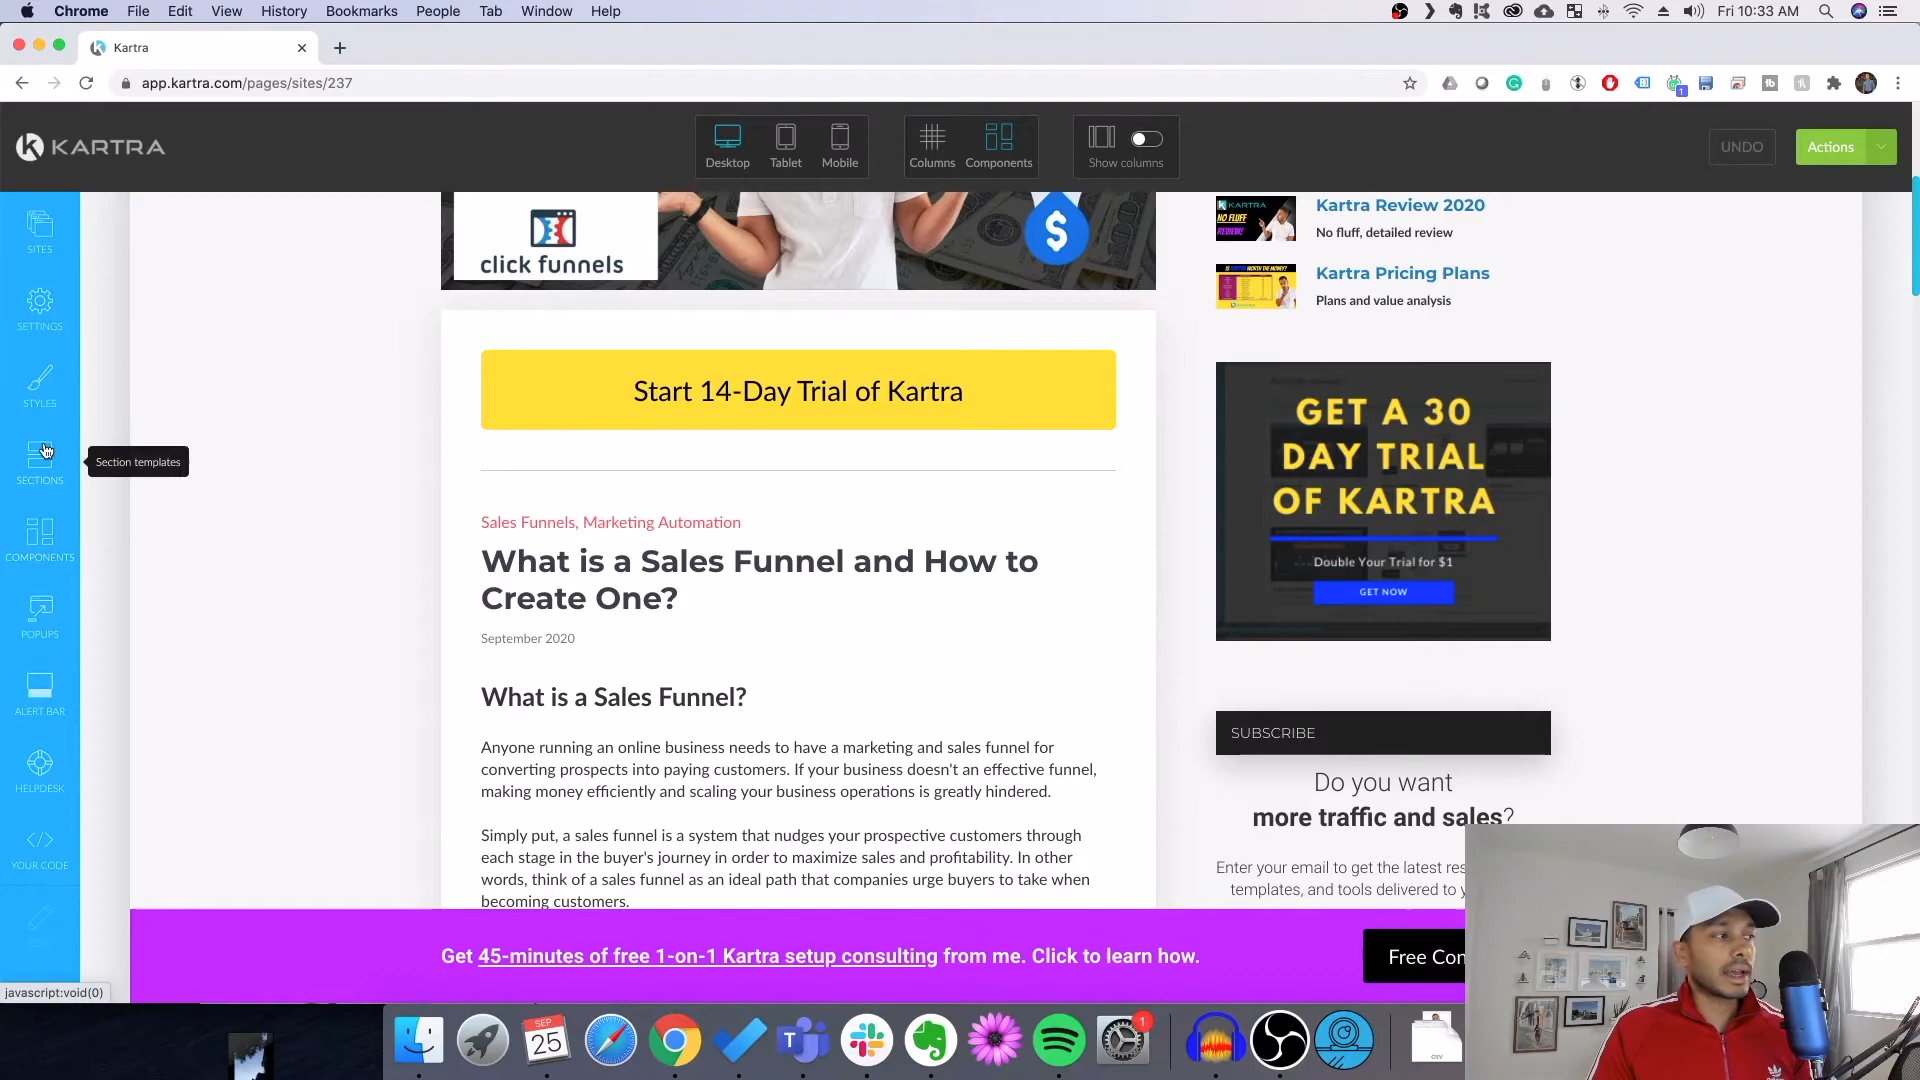 Chrome File Edit View History Bookmarks People Tab Window Help
Fri 10:33 AM
Kartra
app.kartra.com/pages/sites/237
1
KARTRA
Desktop Tablet Mobile
Columns Components
Show columns
UNDO
Actions
SITES
SETTINGS
STYLES
SECTIONS
Section templates
COMPONENTS
POPUPS
ALERT BAR
HELPDESK
YOUR CODE
click funnels
$
Start 14-Day Trial of Kartra
Sales Funnels, Marketing Automation
What is a Sales Funnel and How to
Create One?
September 2020
What is a Sales Funnel?
Anyone running an online business needs to have a marketing and sales funnel for
converting prospects into paying customers. If your business doesn't an effective funnel,
making money efficiently and scaling your business operations is greatly hindered.
Simply put, a sales funnel is a system that nudges your prospective customers through
each stage in the buyer's journey in order to maximize sales and profitability. In other
words, think of a sales funnel as an ideal path that companies urge buyers to take when
becoming customers.
KARTRA
NO FLUFF
REVIEW!
Kartra Review 2020
No fluff, detailed review
Kartra Pricing Plans
Plans and value analysis
GET A 30
DAY TRIAL
OF KARTRA
Double Your Trial for $1
GET NOW
SUBSCRIBE
Do you want
more traffic and sales?
Enter your email to get the latest res
templates, and tools delivered to y
Get 45-minutes of free 1-on-1 Kartra setup consulting from me. Click to learn how.
Free Con
javascript:void(0)
SEP
25
T
1
CSV